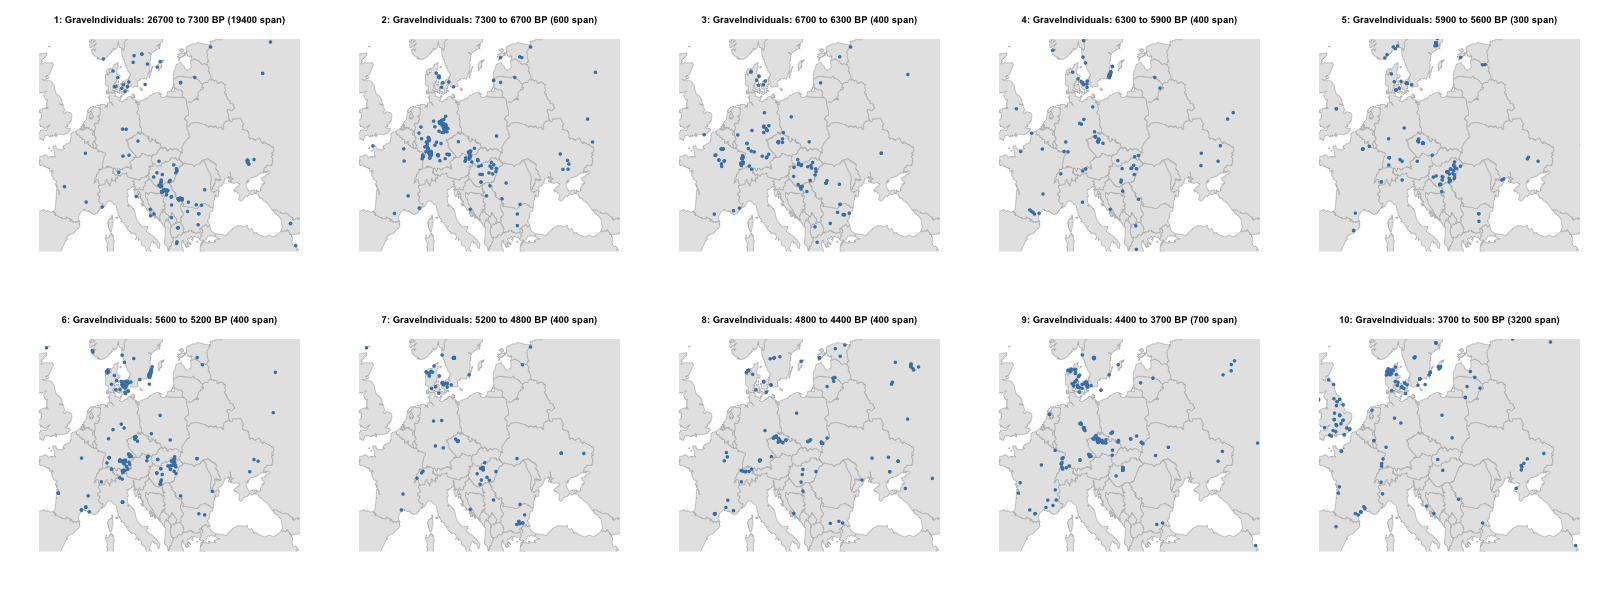 1: GraveIndividuals: 26700 to 7300 BP (19400 span)
2: GraveIndividuals: 7300 to 6700 BP (600 span)
3: GraveIndividuals: 6700 to 6300 BP (400 span)
4: GraveIndividuals: 6300 to 5900 BP (400 span)
5: GraveIndividuals: 5900 to 5600 BP (300 span)
6: GraveIndividuals: 5600 to 5200 BP (400 span)
7: GraveIndividuals: 5200 to 4800 BP (400 span)
8: GraveIndividuals: 4800 to 4400 BP (400 span)
9: GraveIndividuals: 4400 to 3700 BP (700 span)
10: GraveIndividuals: 3700 to 500 BP (3200 span)